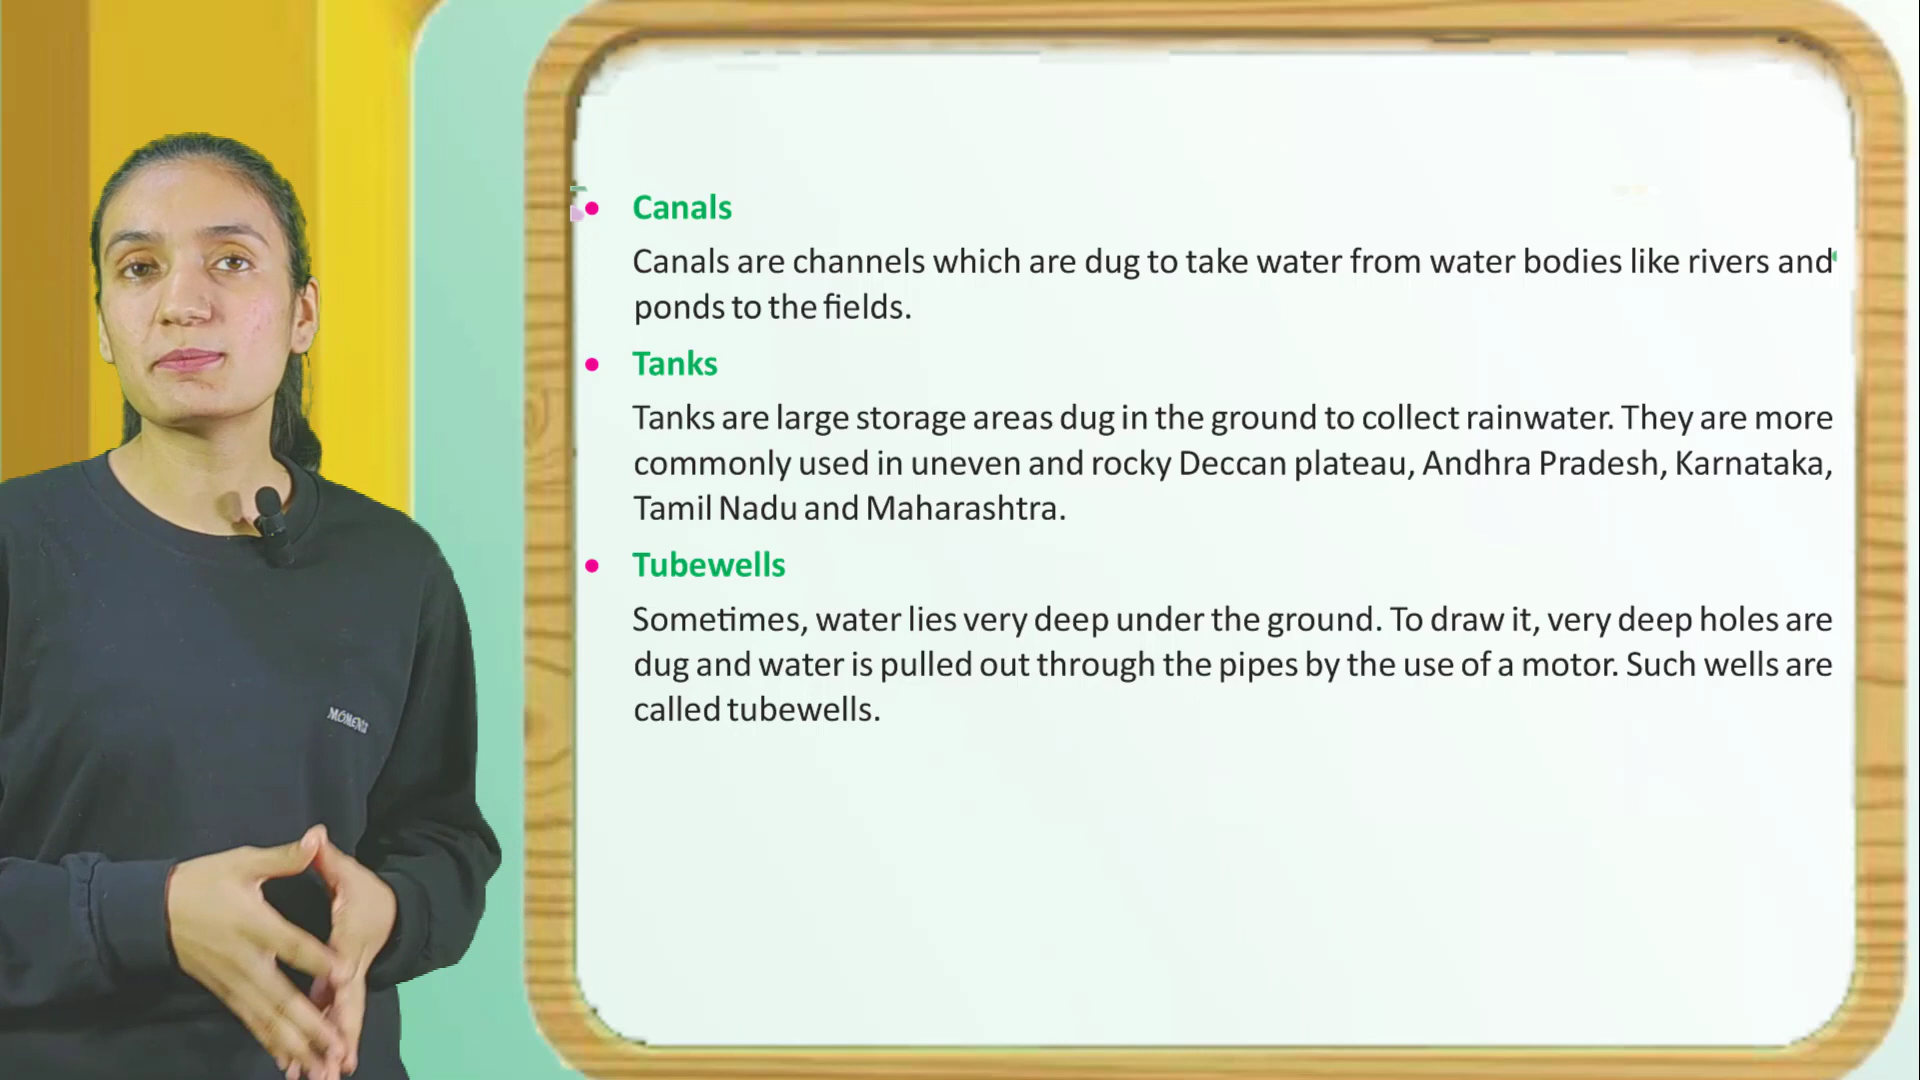 Canals
Canals are channels which are dug to take water from water bodies like rivers and
ponds to the fields.
Tanks
Tanks are large storage areas dug in the ground to collect rainwater. They are more
commonly used in uneven and rocky Deccan plateau, Andhra Pradesh, Karnataka,
Tamil Nadu and Maharashtra.
Tubewells
Sometimes, water lies very deep under the ground. To draw it, very deep holes are
dug and water is pulled out through the pipes by the use of a motor. Such wells are
called tubewells.